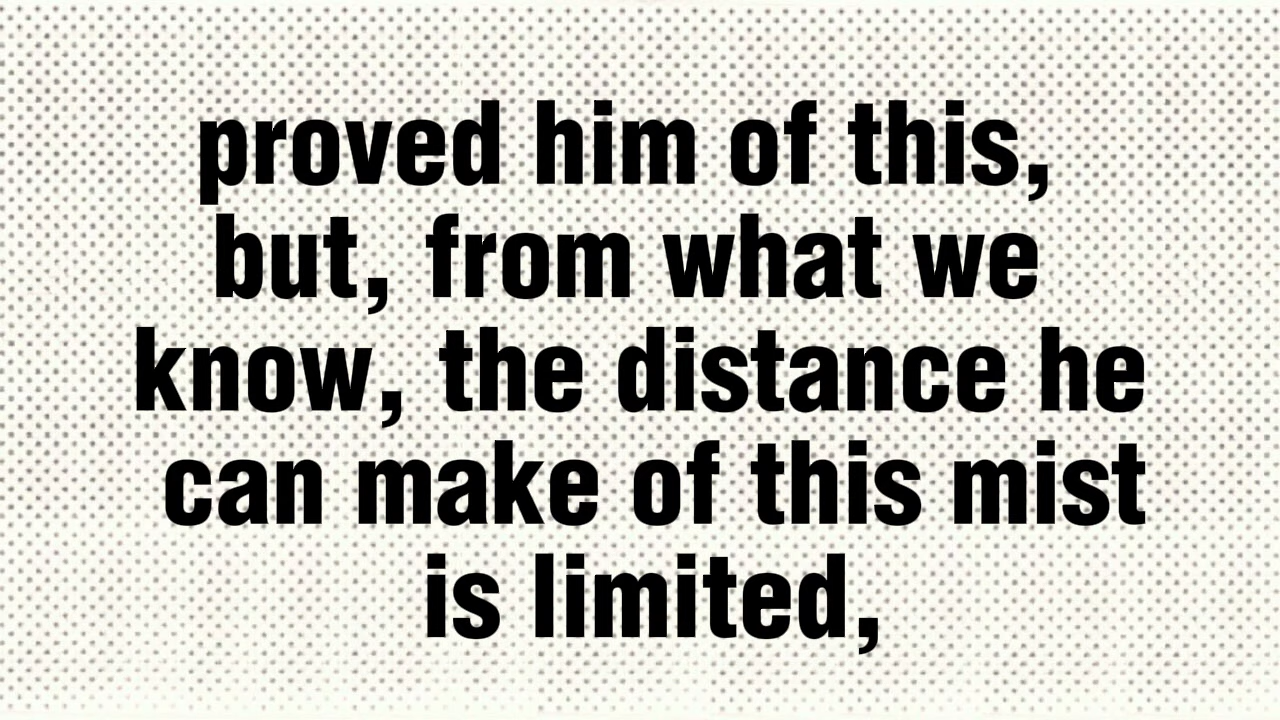 proved him of this,
but, from what we
know, the distance he
can make of this mist
is limited,